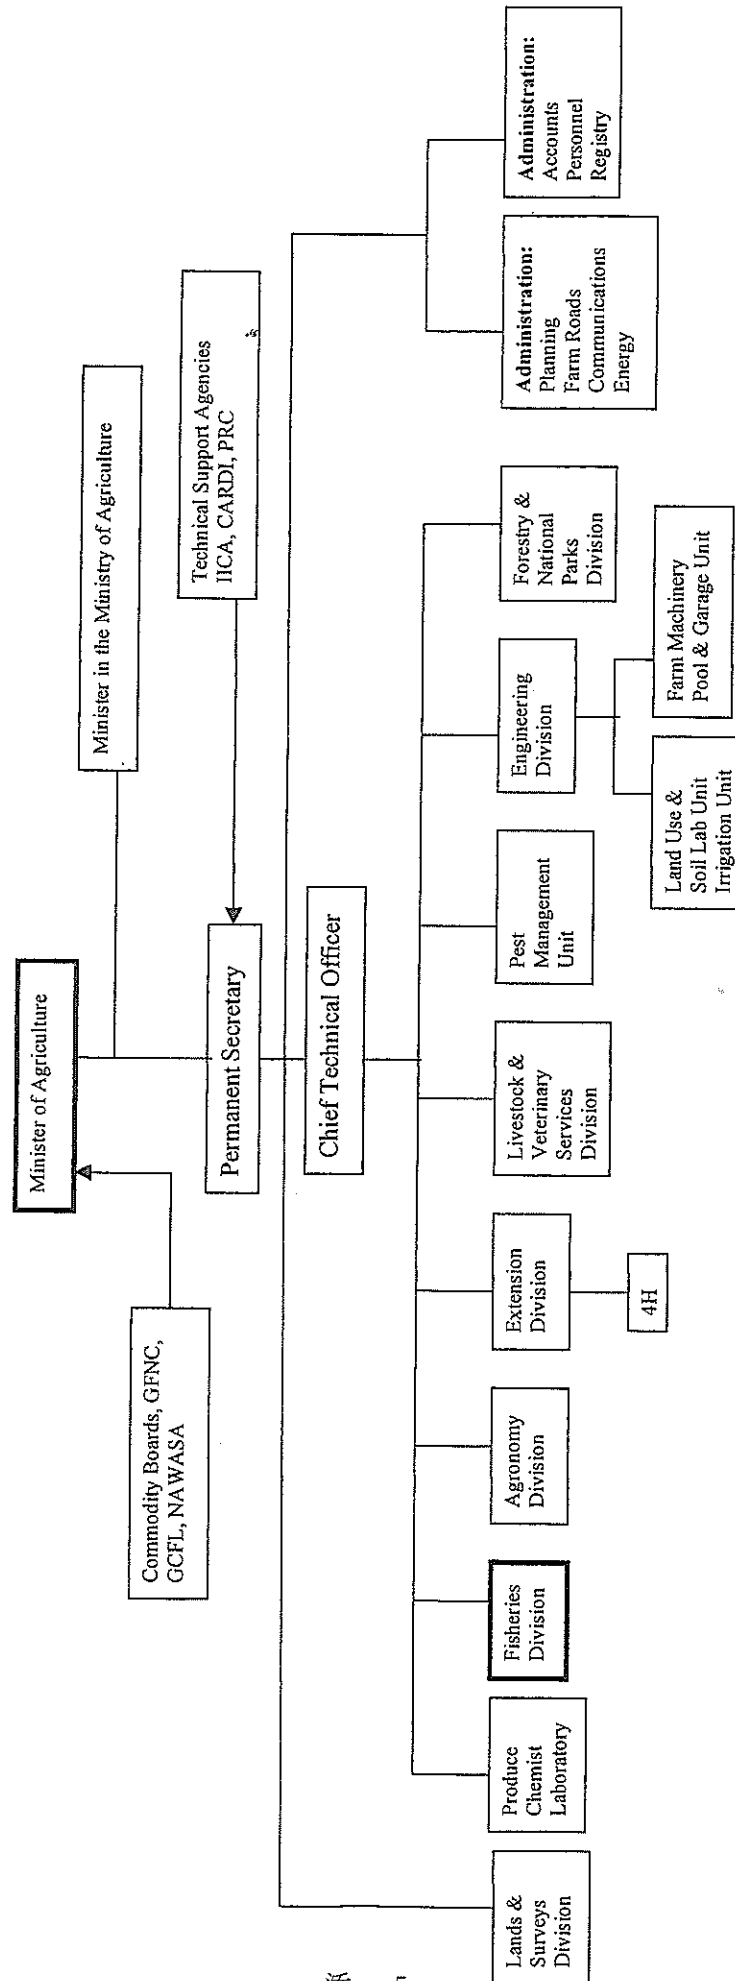 Minister of Agriculture
Minister in the Ministry of Agriculture
Commodity Boards, GFNC,
GCFL, NAWASA
Technical Support Agencies
IICA, CARDI, PRC
Permanent Secretary
Chief Technical Officer
Lands &
Surveys
Division
Produce
Chemist
Laboratory
Fisheries
Division
Agronomy
Division
Extension
Division
4H
Livestock &
Veterinary
Services
Division
Pest
Management
Unit
Engineering
Division
Land Use &
Soil Lab Unit
Irrigation Unit
Farm Machinery
Pool & Garage Unit
Forestry &
National
Parks
Division
Administration:
Planning
Farm Roads
Communications
Energy
Administration:
Accounts
Personnel
Registry